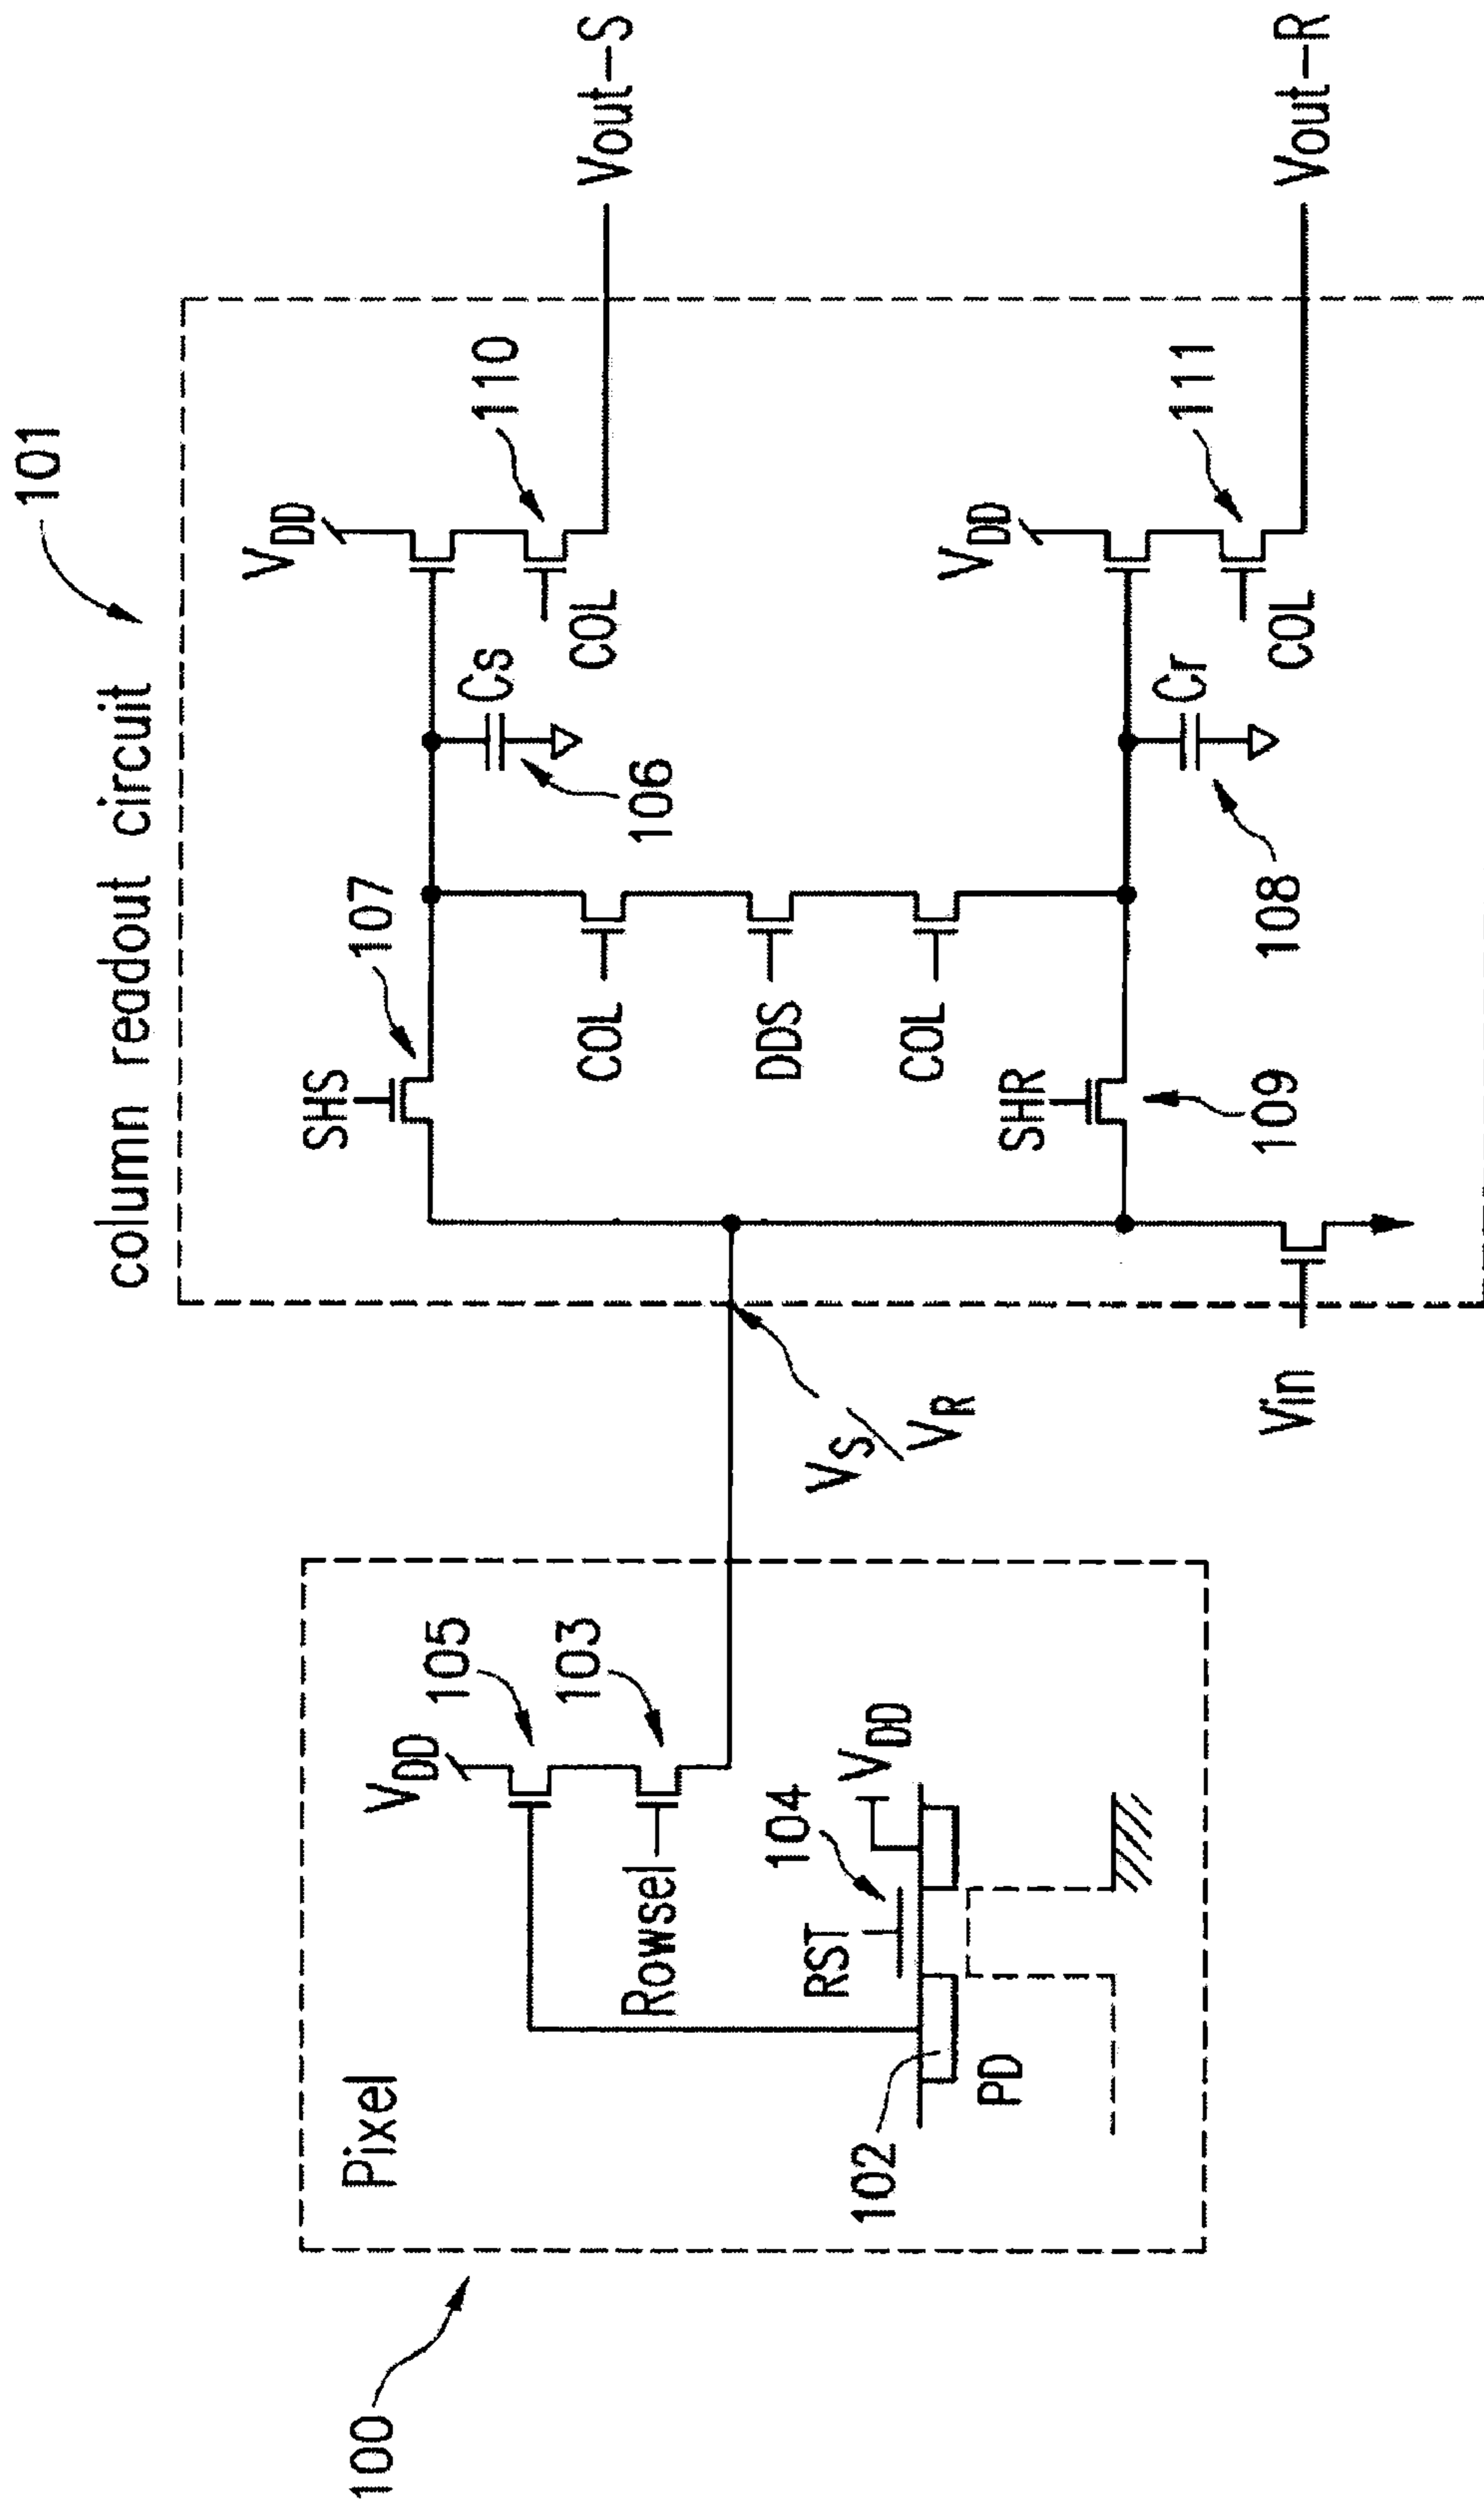 column readout circuit
101
VDD
110
Vout-S
SHS
107
Cs
106
COL
COL
DDS
COL
VDD
111
Vout-R
SHR
109
Cr
108
COL
Vin
VS/VR
Pixel
VDD
105
103
Rowsel
RST
104
VDD
102
PD
100